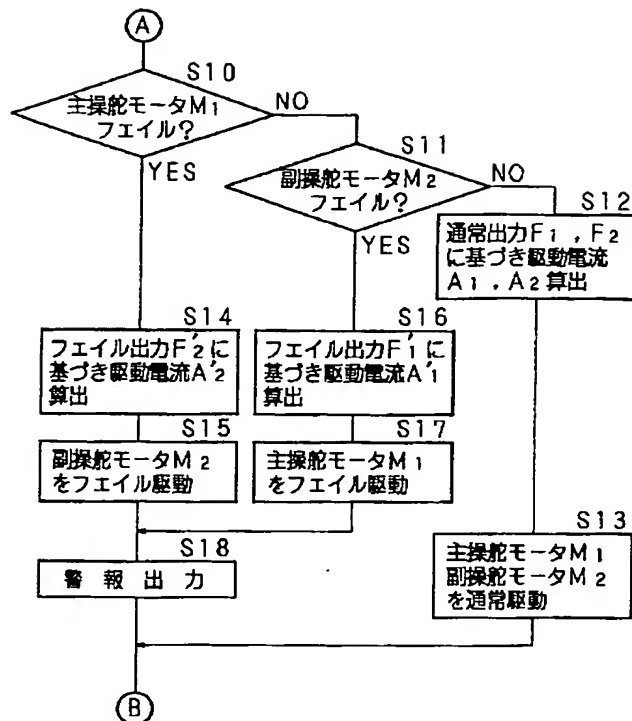 A
S10
主操舵モータM1
フェイル?
NO
YES
S11
副操舵モータM2
フェイル?
NO
YES
S12
通常出力F1,F2
に基づき駆動電流
A1,A2算出
S14
フェイル出力F'2に
基づき駆動電流A'2
算出
S16
フェイル出力F'1に
基づき駆動電流A'1
算出
S15
副操舵モータM2
をフェイル駆動
S17
主操舵モータM1
をフェイル駆動
S18
警報出力
S13
主操舵モータM1
副操舵モータM2
を通常駆動
B